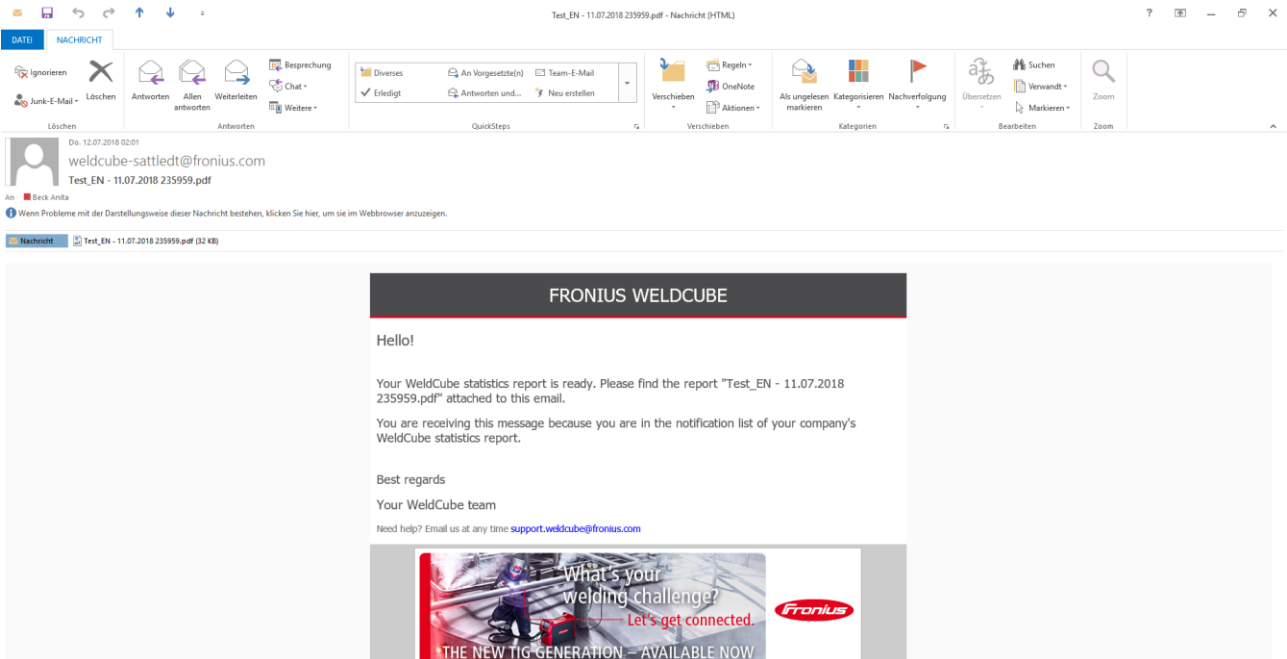 Test_EN - 11.07.2018 235959.pdf - Nachricht (HTML)
DATEI NACHRICHT
Ignorieren
Junk-E-Mail
Löschen
Löschen
Antworten
Allen antworten
Weiterleiten
Besprechung
Chat
Weitere
Antworten
Diverses
An Vorgesetzte(n)
Team-E-Mail
Erledigt
Antworten und...
Neu erstellen
QuickSteps
Verschieben
Regeln
OneNote
Aktionen
Verschieben
Als ungelesen markieren
Kategorisieren
Nachverfolgung
Kategorien
Übersetzen
Suchen
Verwandt
Markieren
Bearbeiten
Zoom
Zoom
Do. 12.07.2018 02:01
weldcube-sattledt@fronius.com
Test_EN - 11.07.2018 235959.pdf
An Beck Anita
Wenn Probleme mit der Darstellungsweise dieser Nachricht bestehen, klicken Sie hier, um sie im Webbrowser anzuzeigen.
Nachricht Test_EN - 11.07.2018 235959.pdf (32 KB)
FRONIUS WELDCUBE
Hello!
Your WeldCube statistics report is ready. Please find the report "Test_EN - 11.07.2018
235959.pdf" attached to this email.
You are receiving this message because you are in the notification list of your company's
WeldCube statistics report.
Best regards
Your WeldCube team
Need help? Email us at any time support.weldcube@fronius.com
What's your
welding challenge?
Let's get connected.
Fronius
THE NEW TIG GENERATION – AVAILABLE NOW